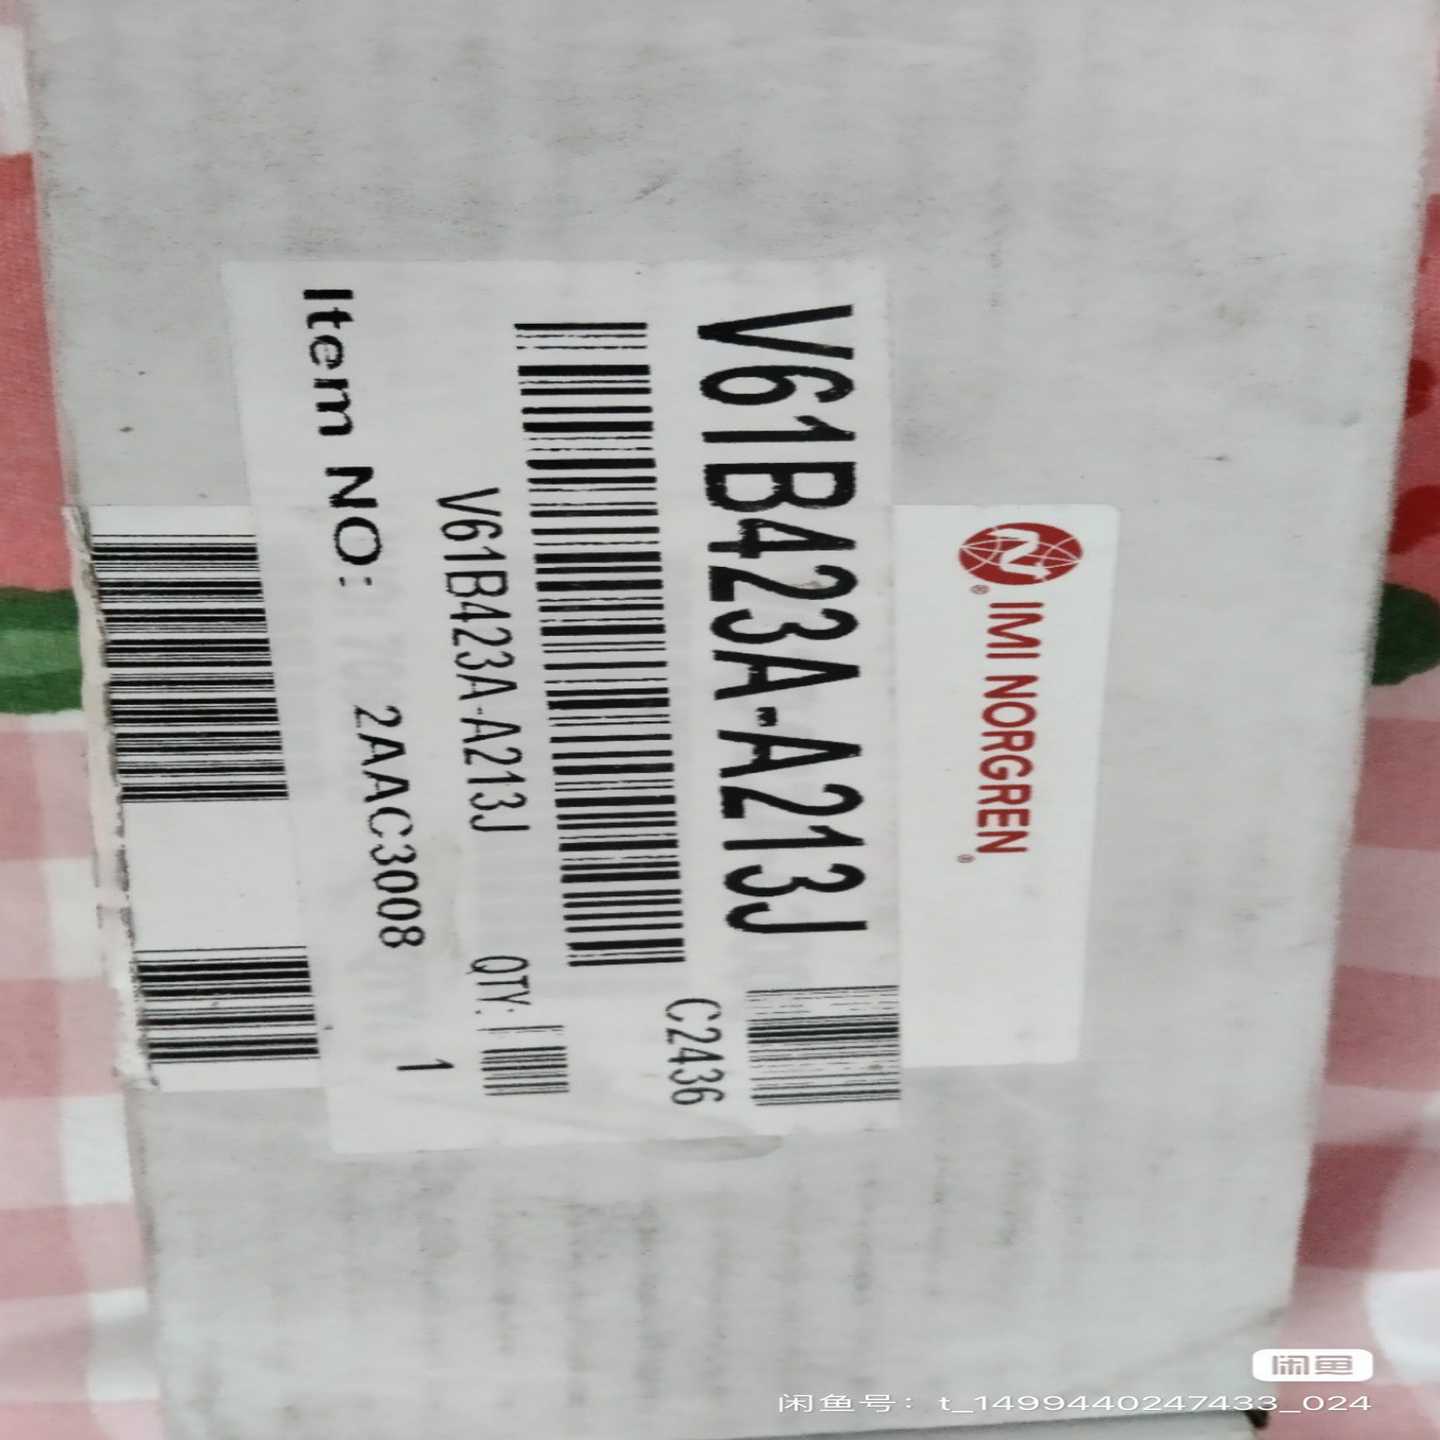 IMI NORGREN
V61B423A-A213J
C2436
V61B423A-A213J
QTY:
1
Item NO:
2AAC3008
闲鱼
闲鱼号：t_1499440247433_024